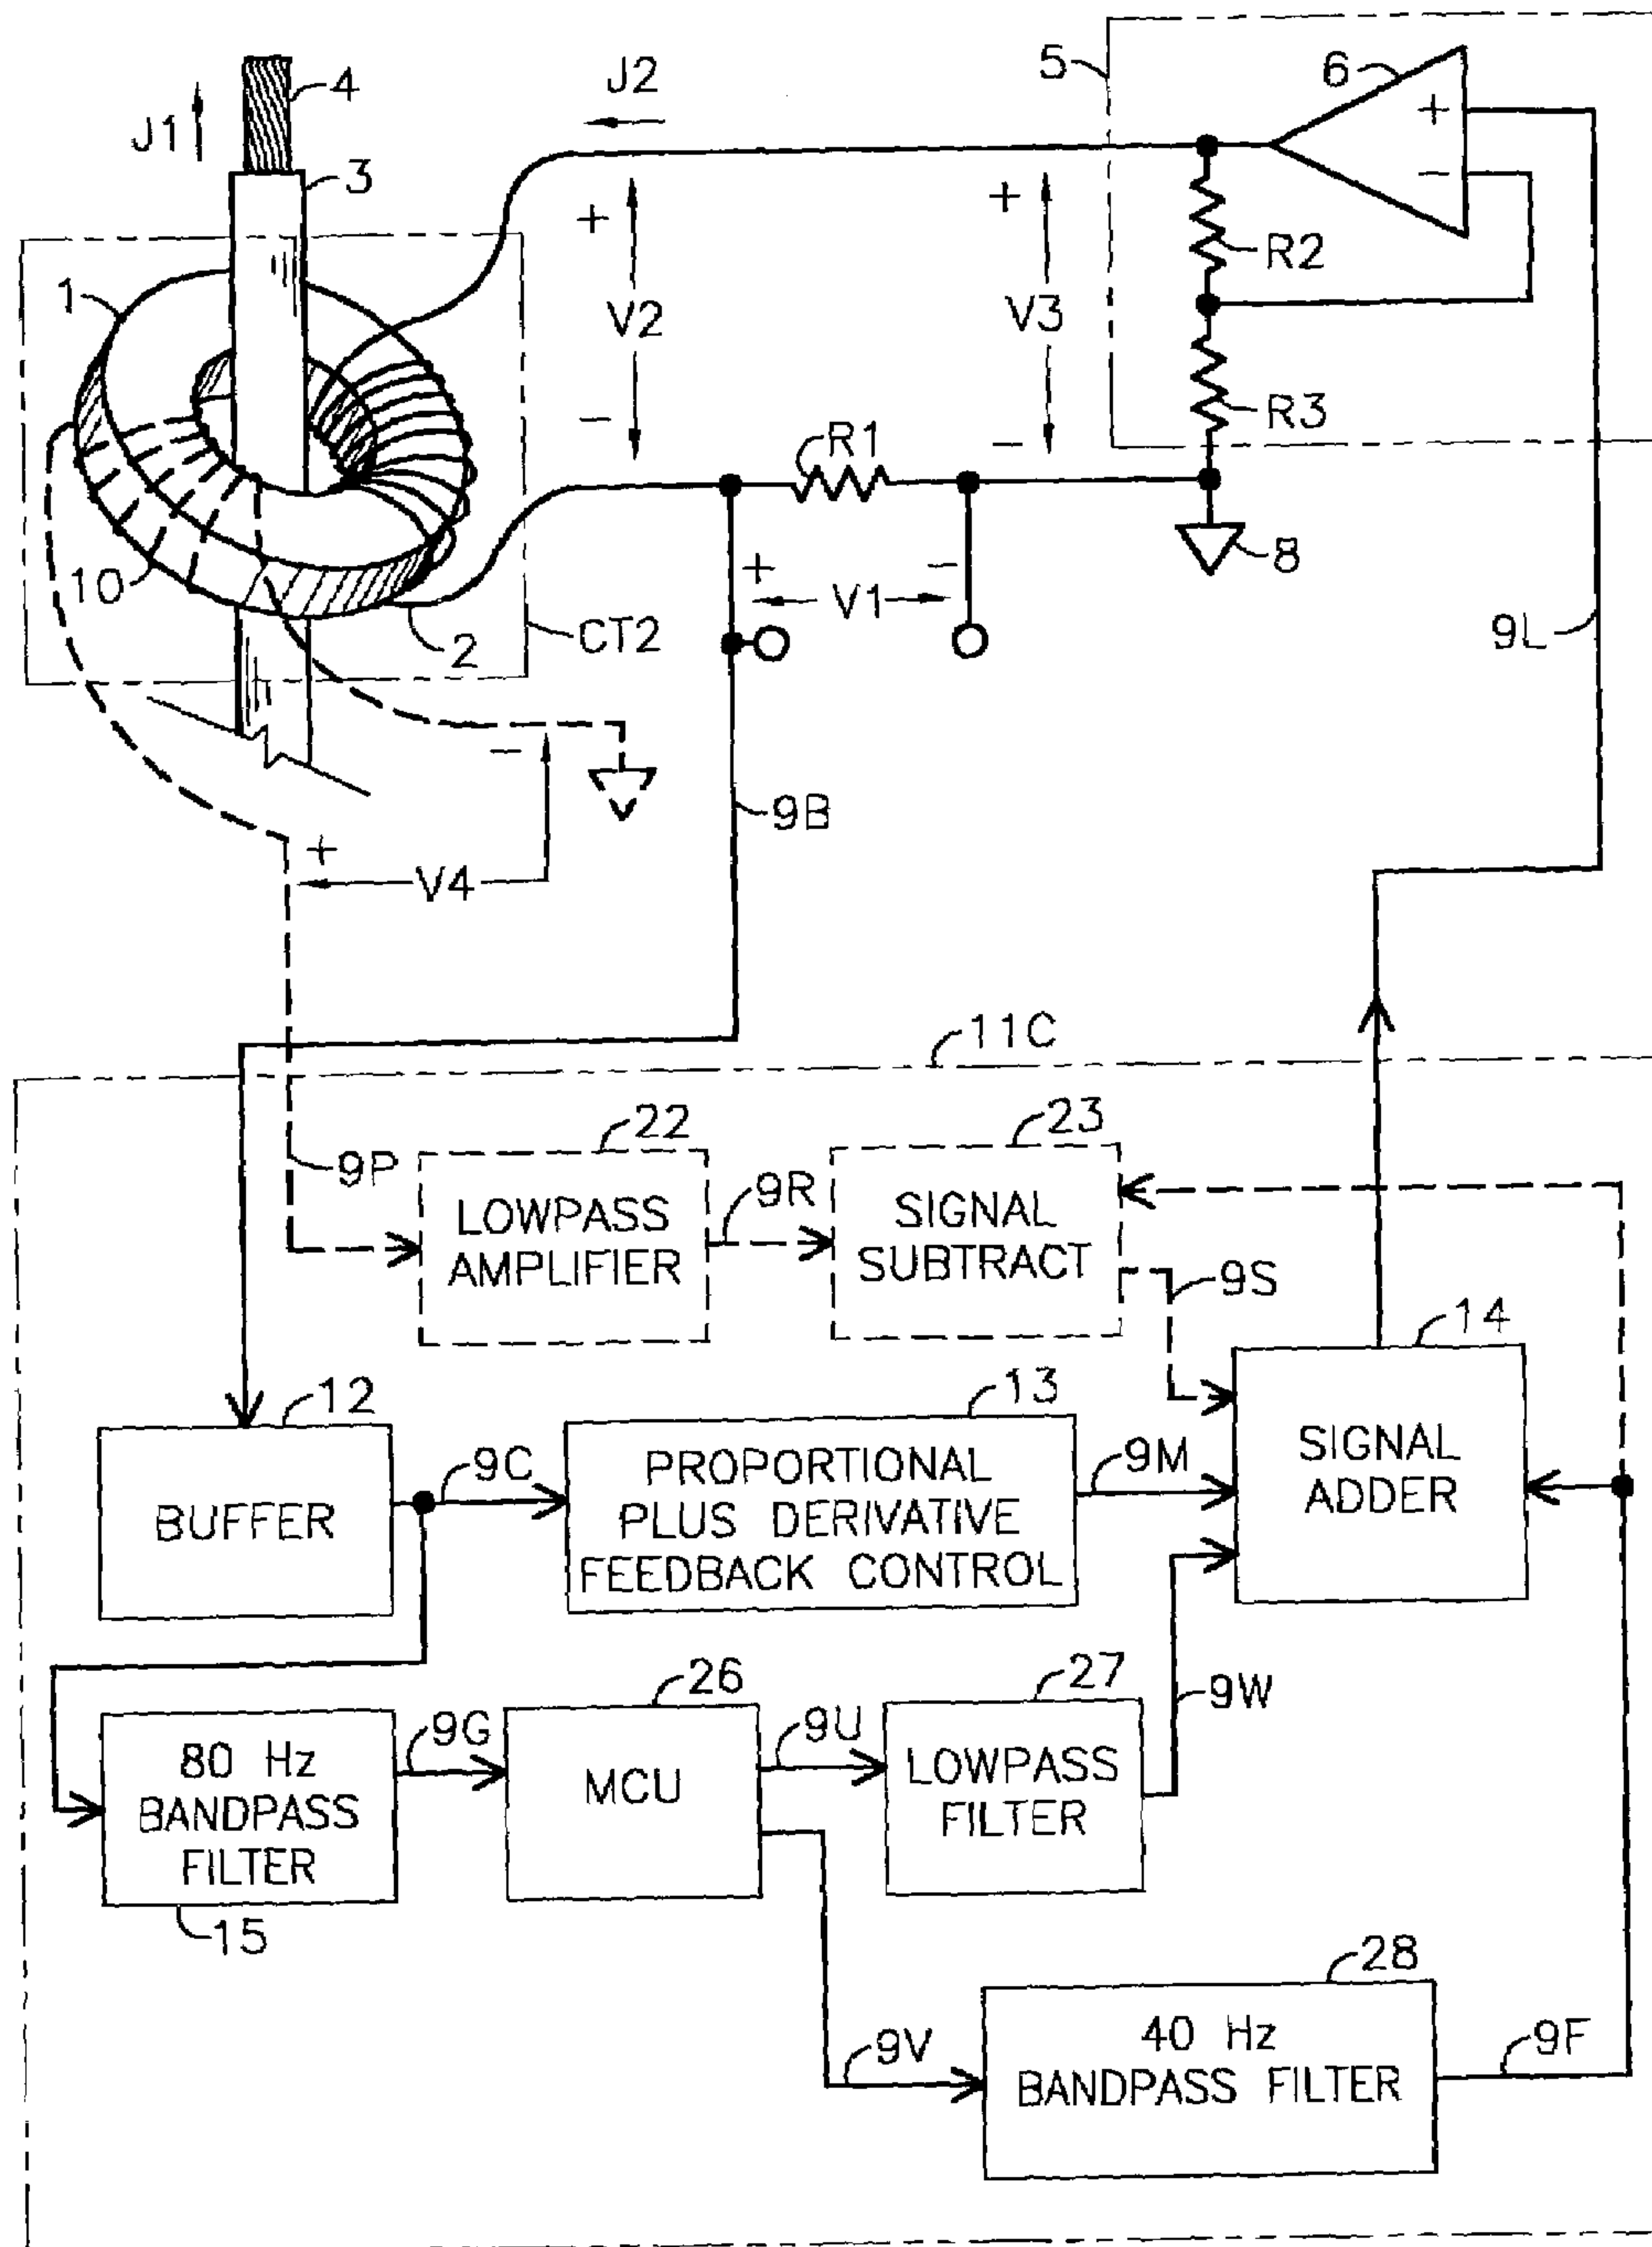 5
6
+
−
4
J2
J1
3
R2
+
+
1
V2
V3
R3
−
−
R1
8
10
+
−
V1
2
CT2
9L
−
9B
+
V4
11C
22
23
9P
9R
LOWPASS
AMPLIFIER
SIGNAL
SUBTRACT
9S
14
12
13
9C
PROPORTIONAL
PLUS DERIVATIVE
FEEDBACK CONTROL
9M
SIGNAL
ADDER
BUFFER
26
27
9W
9G
9U
80 Hz
BANDPASS
FILTER
MCU
LOWPASS
FILTER
15
28
9V
40 Hz
BANDPASS FILTER
9F